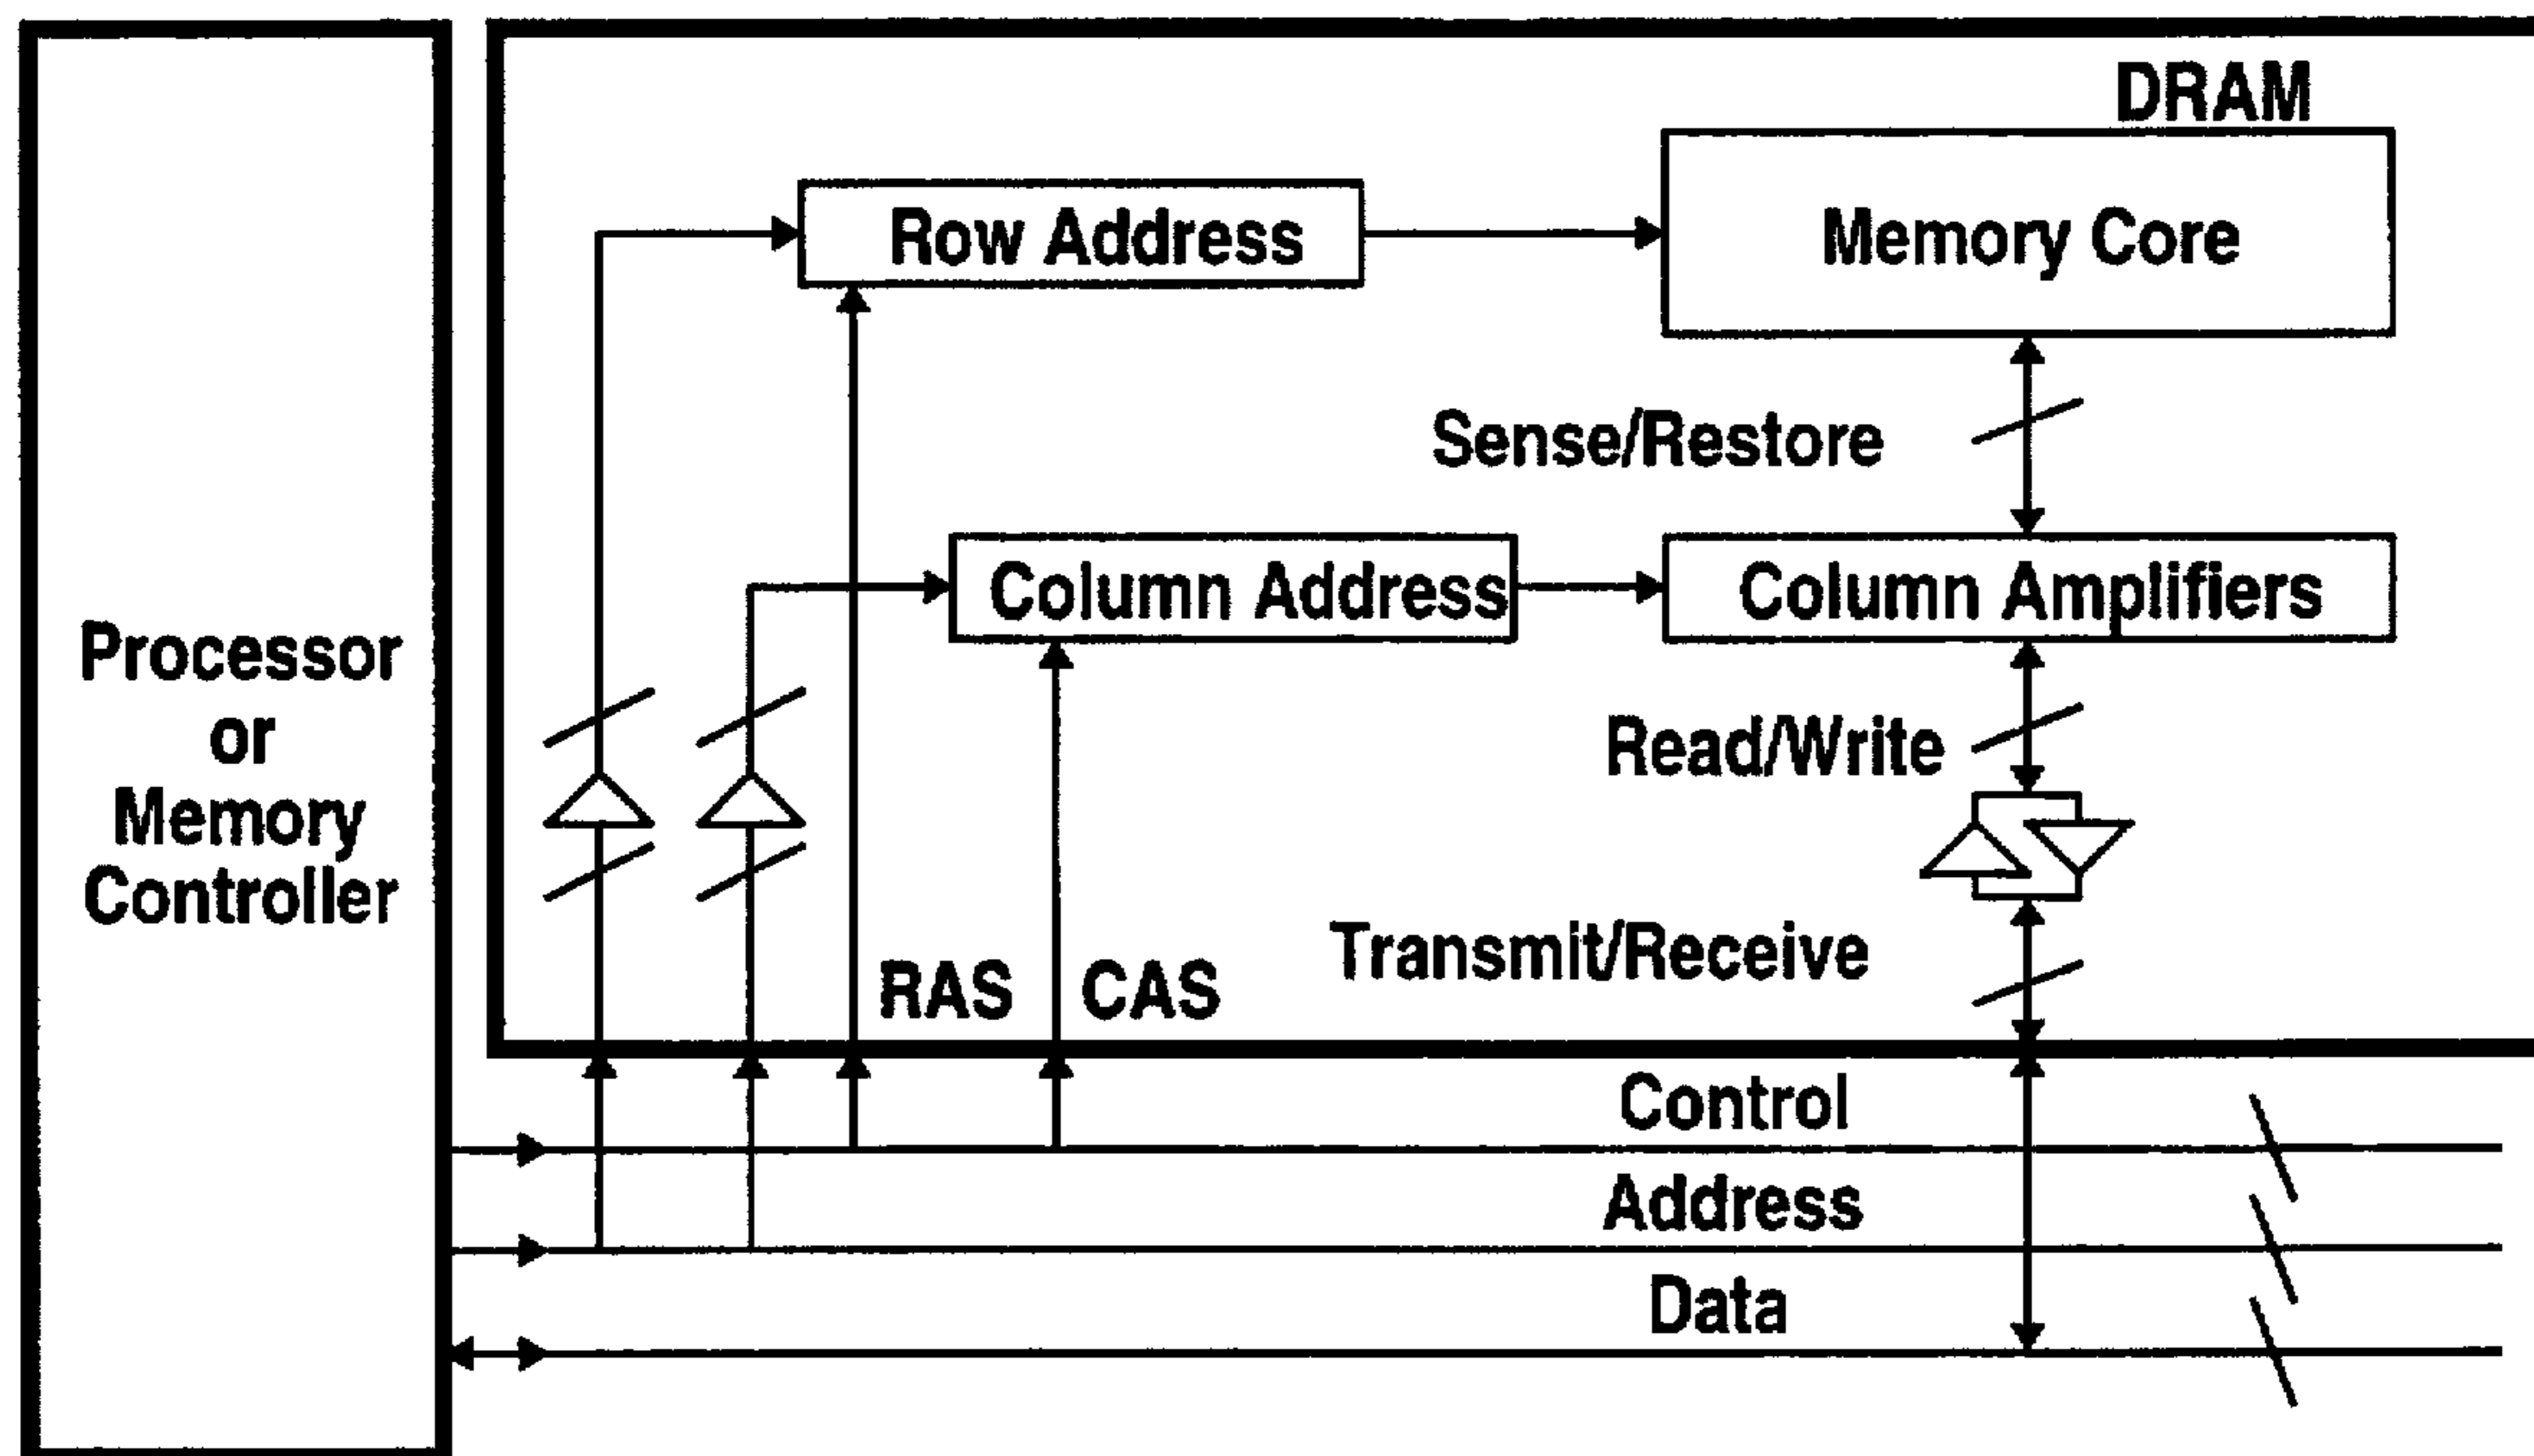 DRAM
Row Address
Memory Core
Sense/Restore
Column Address
Column Amplifiers
Processor
or
Memory
Controller
Read/Write
Transmit/Receive
RAS
CAS
Control
Address
Data